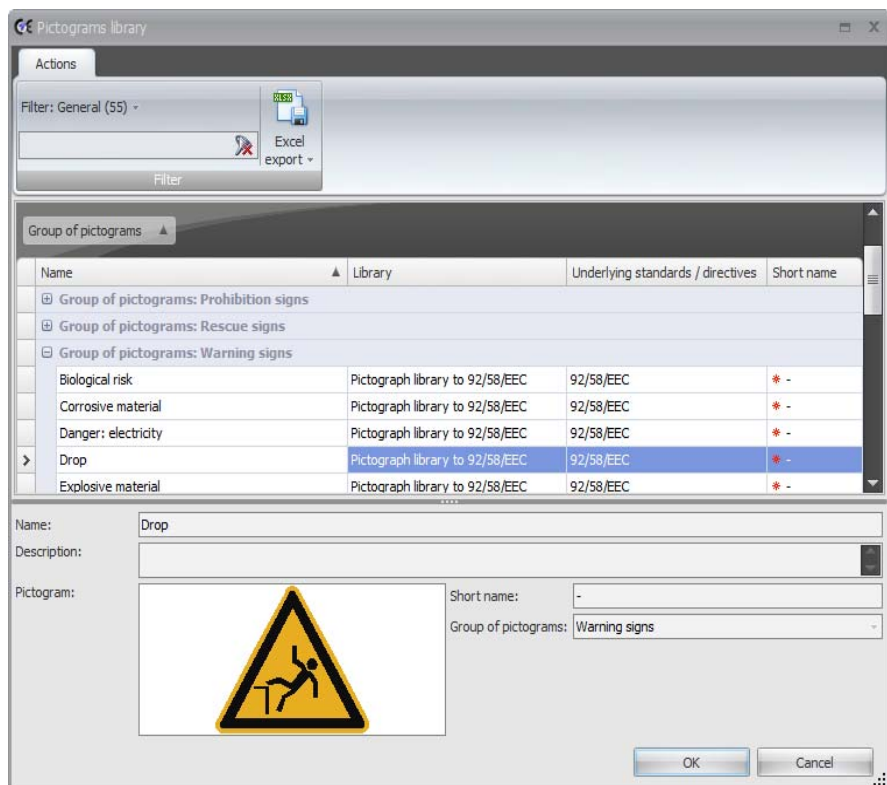 CE Pictograms library
Actions
Filter: General (55)
XLSX
Excel
export
Filter
Group of pictograms
Name Library Underlying standards / directives Short name
Group of pictograms: Prohibition signs
Group of pictograms: Rescue signs
Group of pictograms: Warning signs
Biological risk Pictograph library to 92/58/EEC 92/58/EEC * -
Corrosive material Pictograph library to 92/58/EEC 92/58/EEC * -
Danger: electricity Pictograph library to 92/58/EEC 92/58/EEC * -
Drop Pictograph library to 92/58/EEC 92/58/EEC * -
Explosive material Pictograph library to 92/58/EEC 92/58/EEC * -
Name: Drop
Description:
Pictogram:
Short name: -
Group of pictograms: Warning signs
OK Cancel